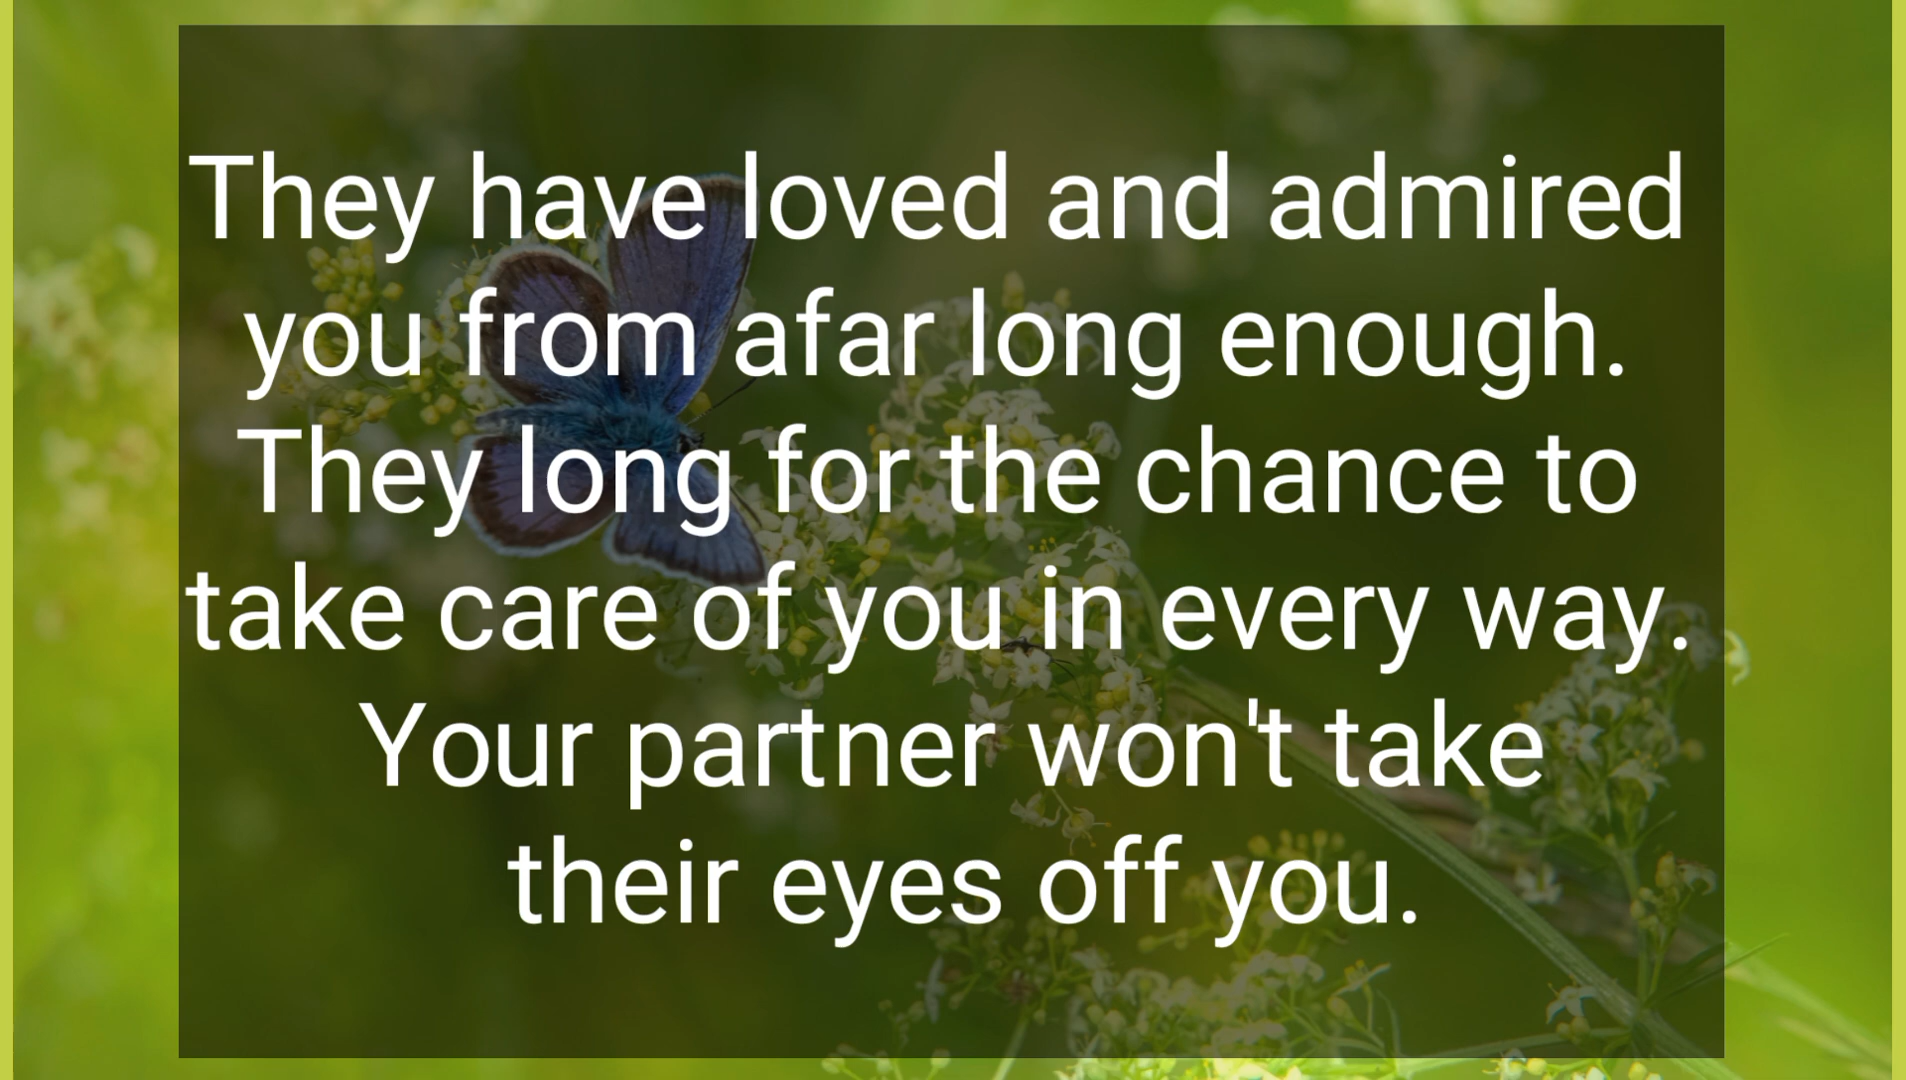 They have loved and admired
you from afar long enough.
They long for the chance to
take care of you in every way.
Your partner won't take
their eyes off you.